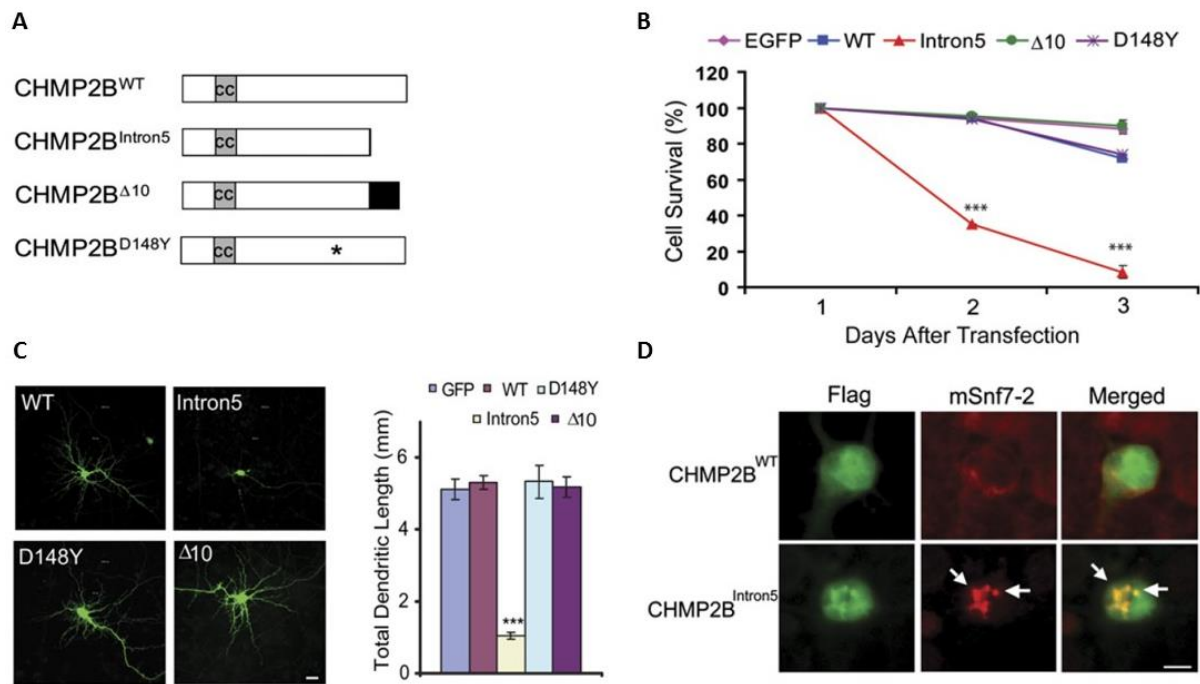 A
CHMP2B^WT
cc
CHMP2B^Intron5
cc
CHMP2B^Δ10
cc
CHMP2B^D148Y
cc
*
B
EGFP WT Intron5 Δ10 D148Y
Cell Survival (%)
120
100
80
60
40
20
0
***
***
1 2 3
Days After Transfection
C
WT
Intron5
D148Y
Δ10
GFP WT D148Y
Intron5 Δ10
Total Dendritic Length (mm)
6
4
2
0
***
D
Flag mSnf7-2 Merged
CHMP2B^WT
CHMP2B^Intron5